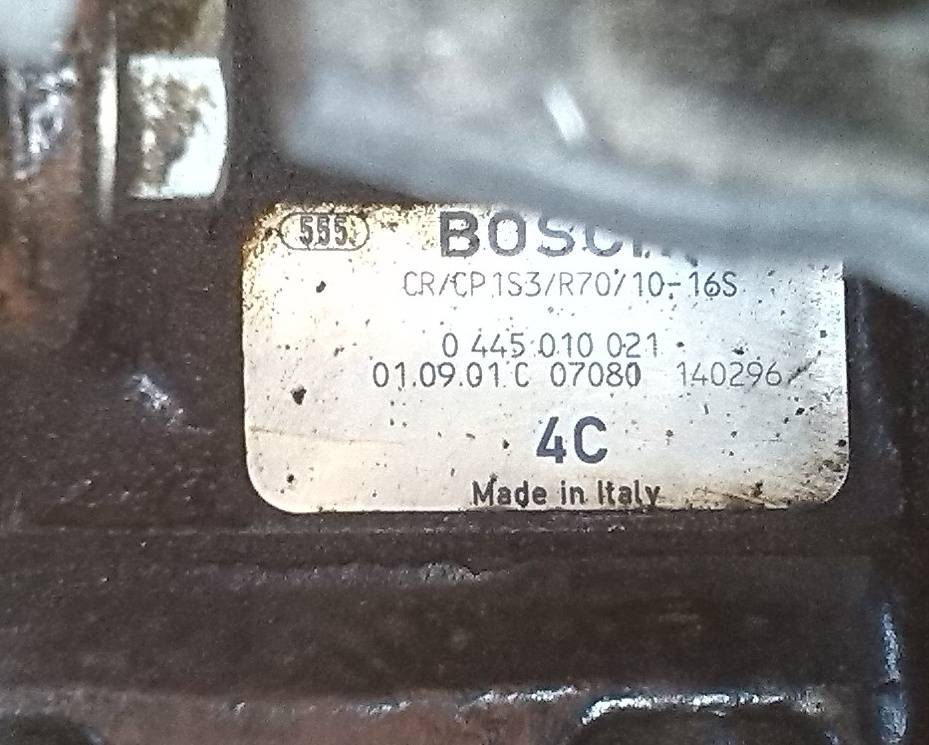 555
BOSCH
CR/CP1S3/R70/10-16S
0 445 010 021
01.09.01 C 07080 140296
4C
Made in Italy